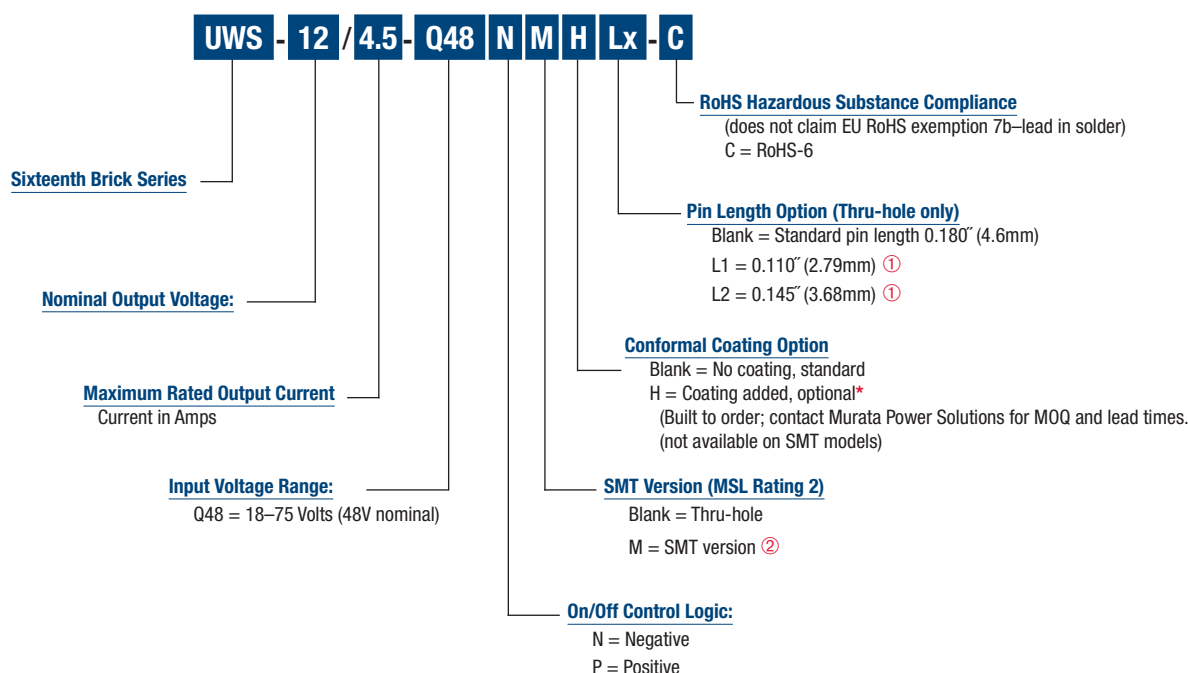 UWS - 12 / 4.5 - Q48 N M H Lx - C
RoHS Hazardous Substance Compliance
(does not claim EU RoHS exemption 7b–lead in solder)
C = RoHS-6
Sixteenth Brick Series
Pin Length Option (Thru-hole only)
Blank = Standard pin length 0.180˝ (4.6mm)
L1 = 0.110˝ (2.79mm) ①
L2 = 0.145˝ (3.68mm) ①
Nominal Output Voltage:
Conformal Coating Option
Blank = No coating, standard
H = Coating added, optional*
(Built to order; contact Murata Power Solutions for MOQ and lead times.
(not available on SMT models)
Maximum Rated Output Current
Current in Amps
Input Voltage Range:
Q48 = 18–75 Volts (48V nominal)
SMT Version (MSL Rating 2)
Blank = Thru-hole
M = SMT version ②
On/Off Control Logic:
N = Negative
P = Positive